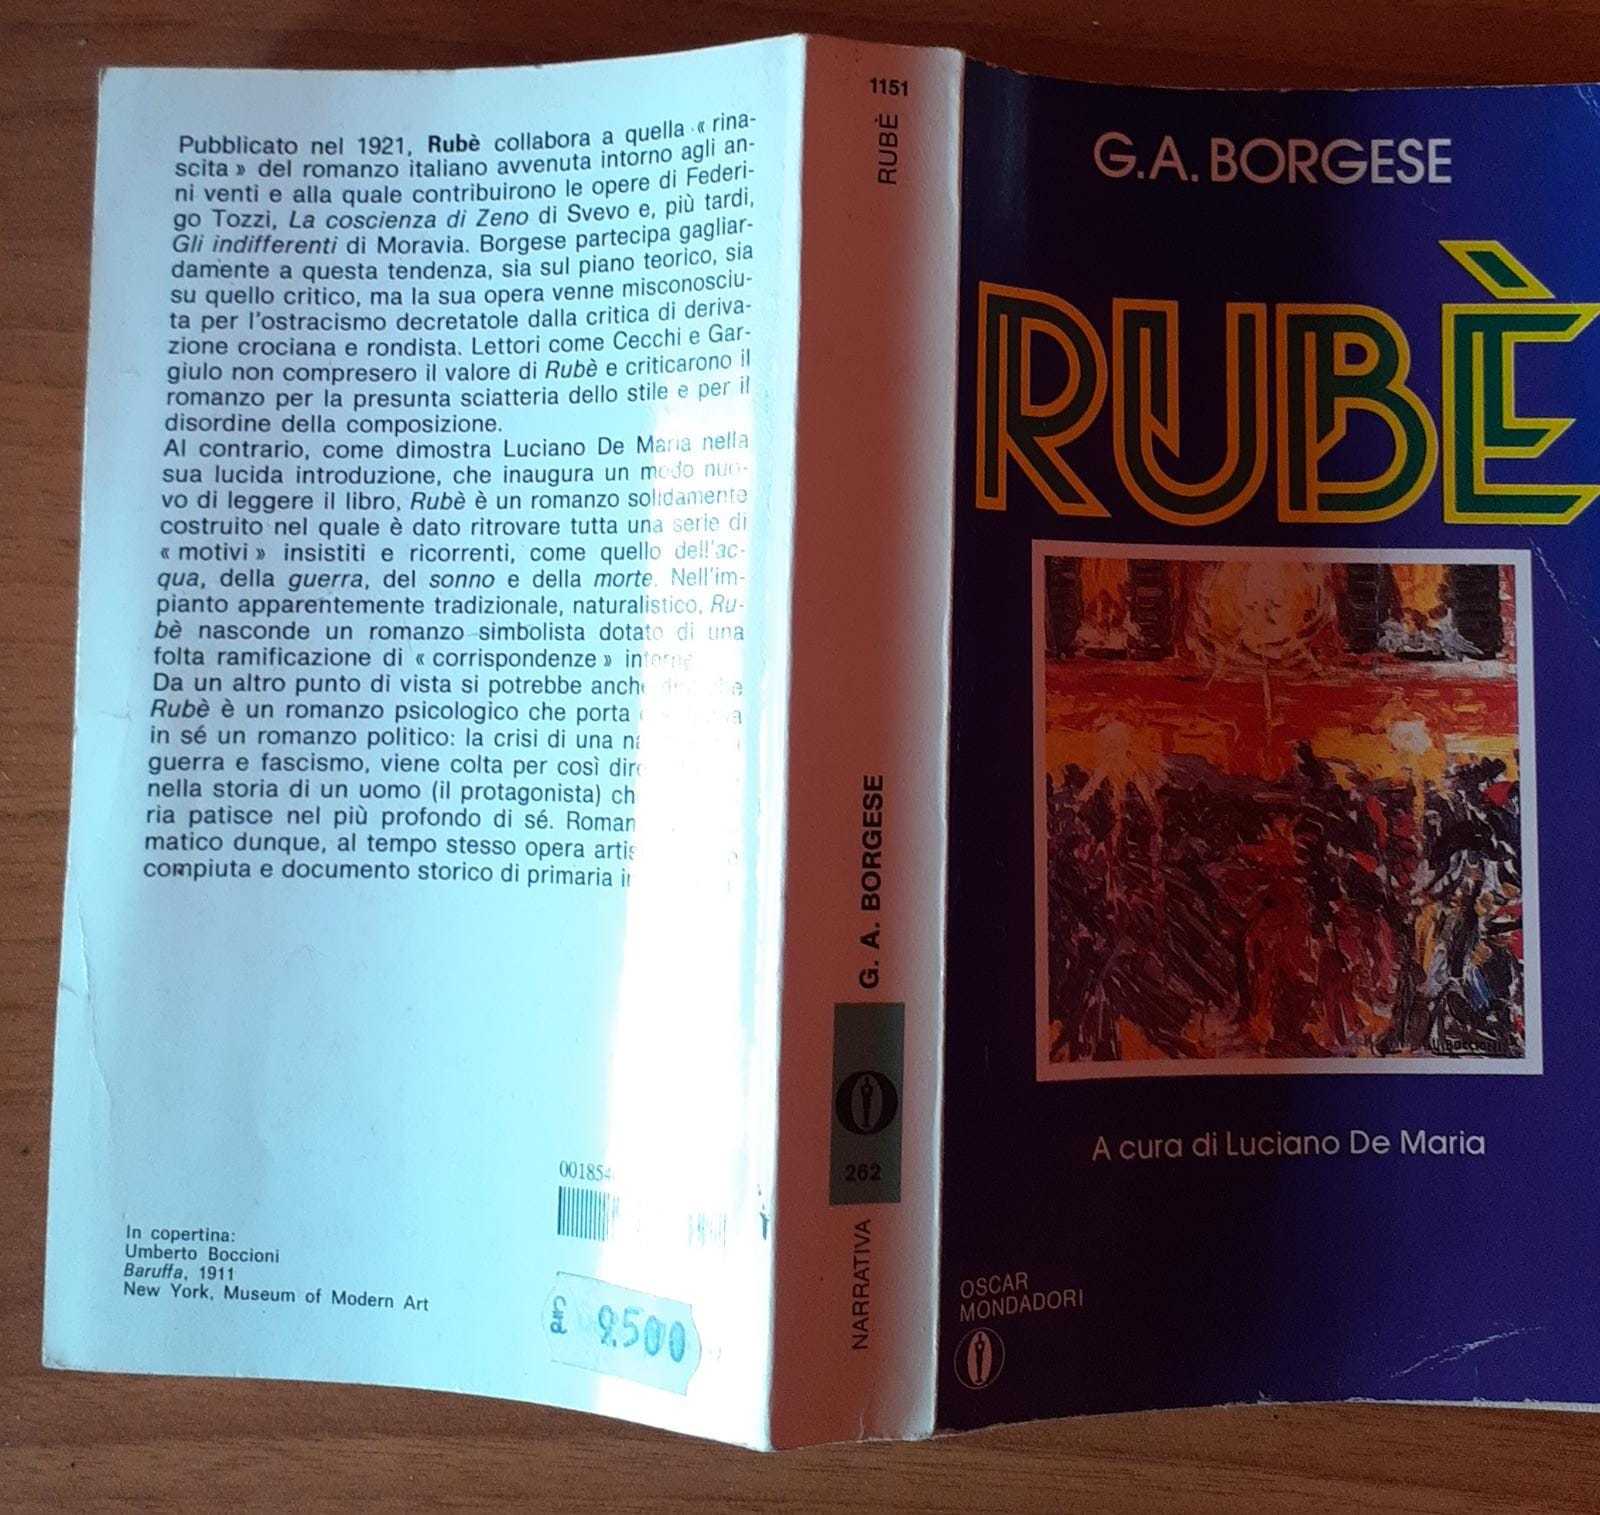 Pubblicato nel 1921, Rubè collabora a quella « rina-
scita » del romanzo italiano avvenuta intorno agli an-
ni venti e alla quale contribuirono le opere di Federi-
go Tozzi, La coscienza di Zeno di Svevo e, più tardi,
Gli indifferenti di Moravia. Borgese partecipa gagliar-
damente a questa tendenza, sia sul piano teorico, sia
su quello critico, ma la sua opera venne misconosciu-
ta per l'ostracismo decretatole dalla critica di deriva-
zione crociana e rondista. Lettori come Cecchi e Gar-
giulo non compresero il valore di Rubè e criticarono il
romanzo per la presunta sciatteria dello stile e per il
disordine della composizione.
Al contrario, come dimostra Luciano De Maria nella
sua lucida introduzione, che inaugura un modo nuo-
vo di leggere il libro, Rubè è un romanzo solidamente
costruito nel quale è dato ritrovare tutta una serie di
« motivi » insistiti e ricorrenti, come quello dell'ac-
qua, della guerra, del sonno e della morte. Nell'im-
pianto apparentemente tradizionale, naturalistico, Ru-
bè nasconde un romanzo simbolista dotato di una
folta ramificazione di « corrispondenze »
Da un altro punto di vista si potrebbe
Rubè è un romanzo psicologico che porta
in sé un romanzo politico: la crisi di una
guerra e fascismo, viene colta per così
nella storia di un uomo (il protagonista)
ria patisce nel più profondo di sé.
matico dunque, al tempo stesso opera
compiuta e documento storico di primaria
In copertina:
Umberto Boccioni
Baruffa, 1911
New York, Museum of Modern Art
00185
£ 9.500
1151
RUBÈ
G. A. BORGESE
262
NARRATIVA
G.A. BORGESE
RUBÈ
U. BOCCIONI
A cura di Luciano De Maria
OSCAR
MONDADORI